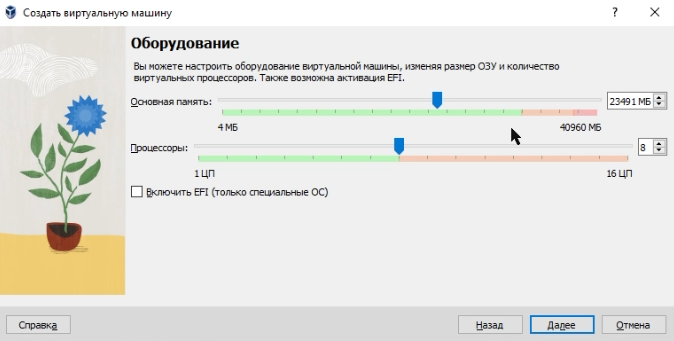 Создать виртуальную машину
Оборудование
Вы можете настроить оборудование виртуальной машины, изменяя размер ОЗУ и количество
виртуальных процессоров. Также возможна активация EFI.
Основная память: 23491 МБ
4 МБ 40960 МБ
Процессоры: 8
1 ЦП 16 ЦП
Включить EFI (только специальные ОС)
Справка Назад Далее Отмена